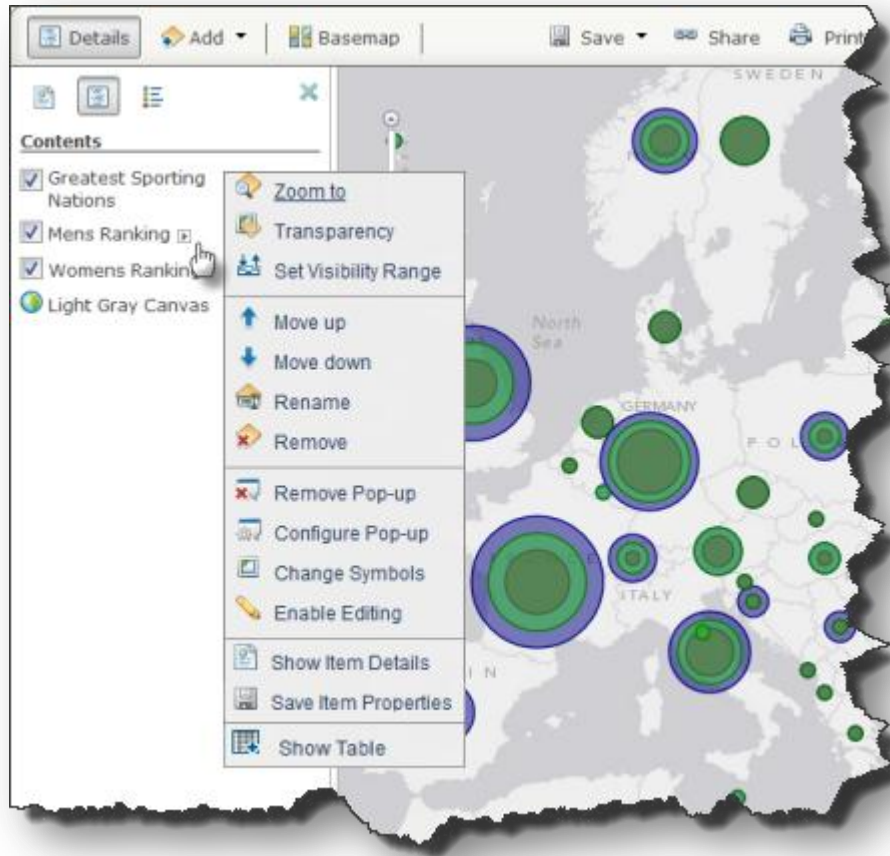 Details Add Basemap Save Share Print
Contents
Greatest Sporting
Nations
Mens Ranking
Womens Ranking
Light Gray Canvas
Zoom to
Transparency
Set Visibility Range
Move up
Move down
Rename
Remove
Remove Pop-up
Configure Pop-up
Change Symbols
Enable Editing
Show Item Details
Save Item Properties
Show Table
SWEDEN
North
Sea
GERMANY
ITALY